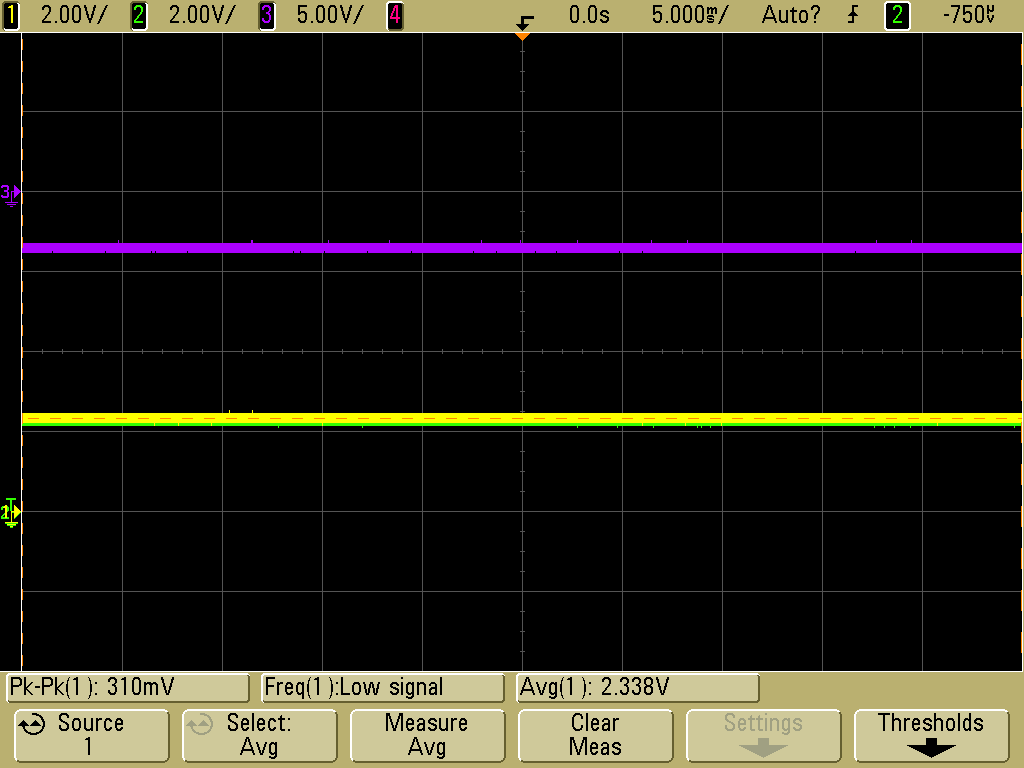 1 2.00V/ 2 2.00V/ 3 5.00V/ 4 0.0s 5.000ms/ Auto? 2 -750mV
3
T
2
Pk-Pk(1): 310mV Freq(1):Low signal Avg(1): 2.338V
Source Select: Measure Clear Settings Thresholds
1 Avg Avg Meas